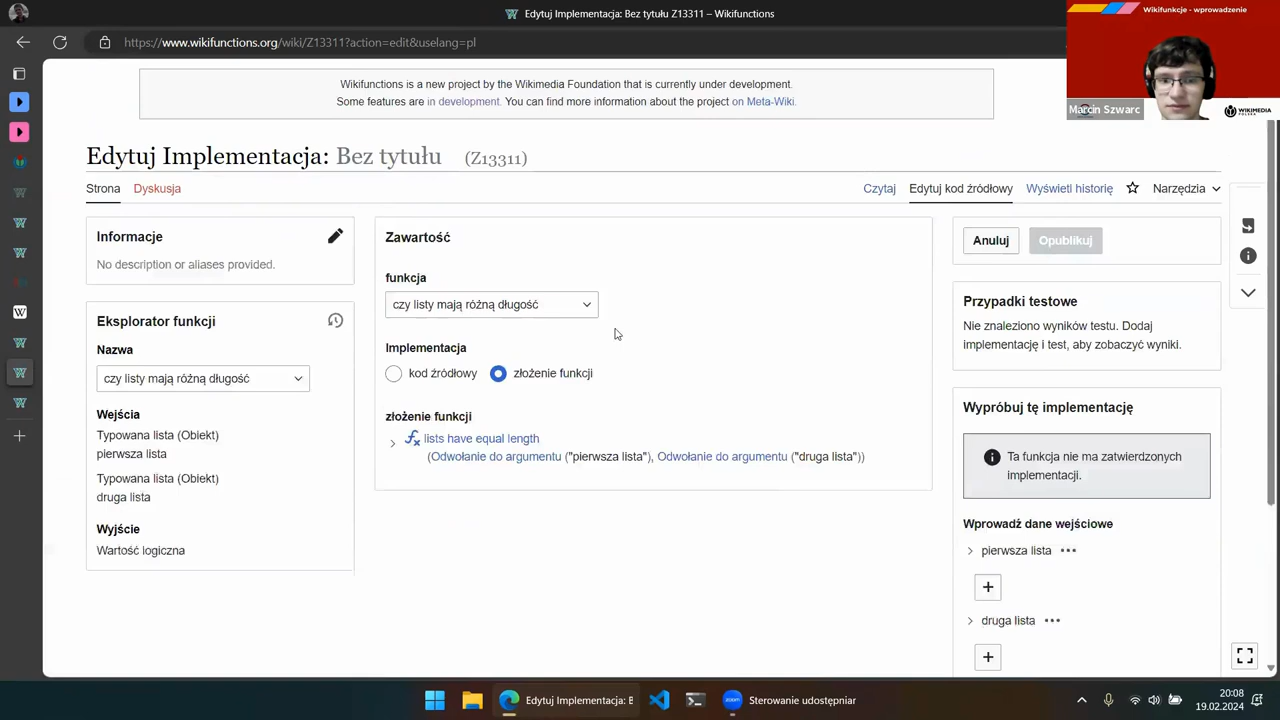 Edytuj Implementacja: Bez tytułu Z13311 – Wikifunctions
https://www.wikifunctions.org/wiki/Z13311?action=edit&uselang=pl
Wikifunkcje - wprowadzenie
Marcin Szwarc
WIKIMEDIA
POLSKA
Wikifunctions is a new project by the Wikimedia Foundation that is currently under development.
Some features are in development. You can find more information about the project on Meta-Wiki.
Edytuj Implementacja: Bez tytułu (Z13311)
Strona Dyskusja Czytaj Edytuj kod źródłowy Wyświetl historię Narzędzia
Informacje
No description or aliases provided.
Eksplorator funkcji
Nazwa
czy listy mają różną długość
Wejścia
Typowana lista (Obiekt)
pierwsza lista
Typowana lista (Obiekt)
druga lista
Wyjście
Wartość logiczna
Zawartość
funkcja
czy listy mają różną długość
Implementacja
kod źródłowy złożenie funkcji
złożenie funkcji
lists have equal length
(Odwołanie do argumentu ("pierwsza lista"), Odwołanie do argumentu ("druga lista"))
Anuluj Opublikuj
Przypadki testowe
Nie znaleziono wyników testu. Dodaj
implementację i test, aby zobaczyć wyniki.
Wypróbuj tę implementację
Ta funkcja nie ma zatwierdzonych
implementacji.
Wprowadź dane wejściowe
pierwsza lista
druga lista
Edytuj Implementacja: B
zoom
Sterowanie udostępniar
20:08
19.02.2024